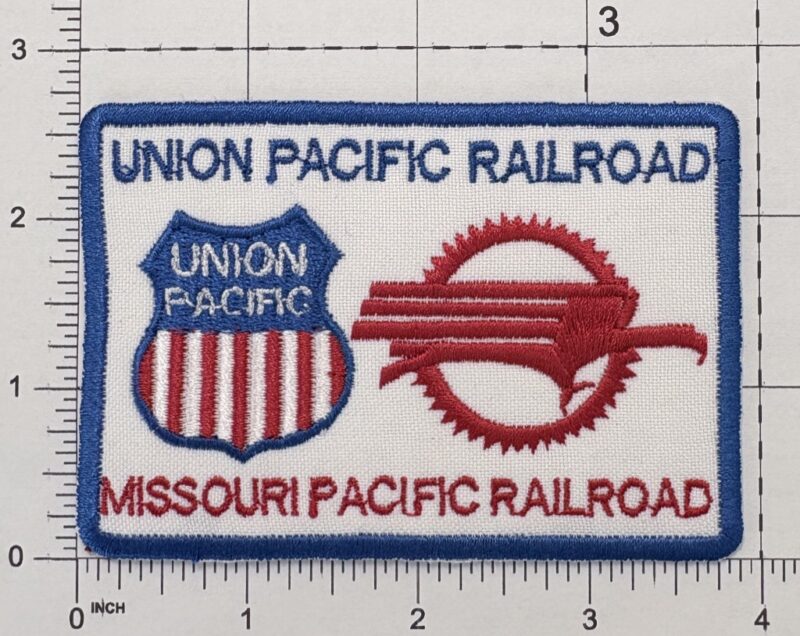 3
3
UNION PACIFIC RAILROAD
2
UNION
PACIFIC
1
MISSOURI PACIFIC RAILROAD
0
0 INCH 1 2 3 4